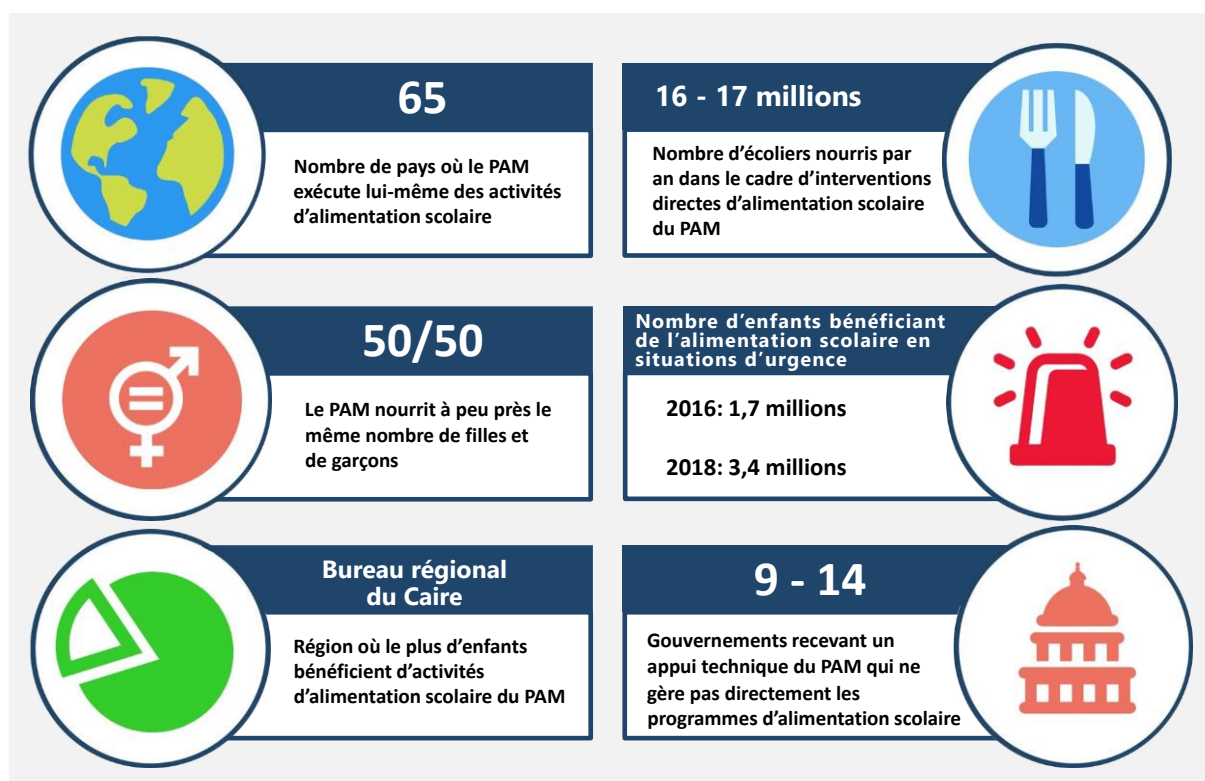 65
Nombre de pays où le PAM
exécute lui-même des activités
d'alimentation scolaire
16 - 17 millions
Nombre d'écoliers nourris par
an dans le cadre d'interventions
directes d'alimentation scolaire
du PAM
50/50
Le PAM nourrit à peu près le
même nombre de filles et
de garçons
Nombre d'enfants bénéficiant
de l'alimentation scolaire en
situations d'urgence
2016: 1,7 millions
2018: 3,4 millions
Bureau régional
du Caire
Région où le plus d'enfants
bénéficient d'activités
d'alimentation scolaire du PAM
9 - 14
Gouvernements recevant un
appui technique du PAM qui ne
gère pas directement les
programmes d'alimentation scolaire